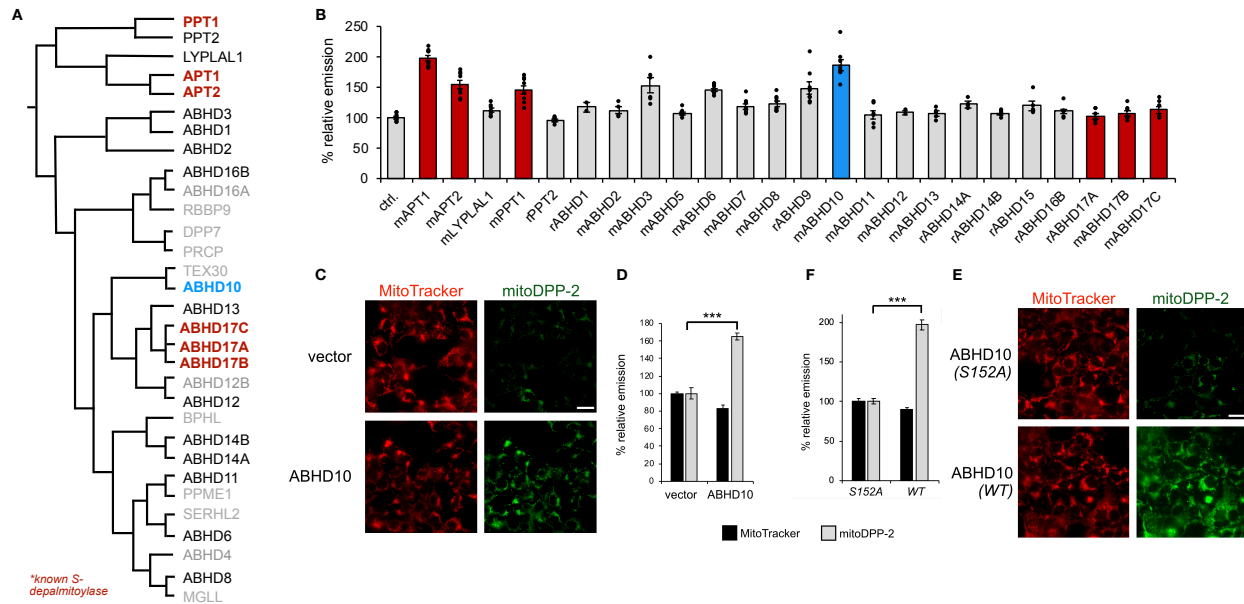 A
PPT1
PPT2
LYPLAL1
APT1
APT2
ABHD3
ABHD1
ABHD2
ABHD16B
ABHD16A
RBBP9
DPP7
PRCP
TEX30
ABHD10
ABHD13
ABHD17C
ABHD17A
ABHD17B
ABHD12B
ABHD12
BPHL
ABHD14B
ABHD14A
ABHD11
PPME1
SERHL2
ABHD6
ABHD4
ABHD8
MGLL
*known S-
depalmitoylase
B
% relative emission
250
200
150
100
50
0
ctrl.
mAPT1
mAPT2
mLYPLAL1
mPPT1
rPPT2
rABHD1
mABHD2
mABHD3
mABHD5
mABHD6
mABHD7
mABHD8
rABHD9
mABHD10
mABHD11
mABHD12
mABHD13
rABHD14A
rABHD14B
rABHD15
rABHD16B
rABHD17A
mABHD17B
mABHD17C
C
MitoTracker
mitoDPP-2
vector
ABHD10
D
***
% relative emission
180
160
140
120
100
80
60
40
20
0
vector
ABHD10
F
***
% relative emission
200
150
100
50
0
S152A
WT
MitoTracker
mitoDPP-2
E
MitoTracker
mitoDPP-2
ABHD10
(S152A)
ABHD10
(WT)